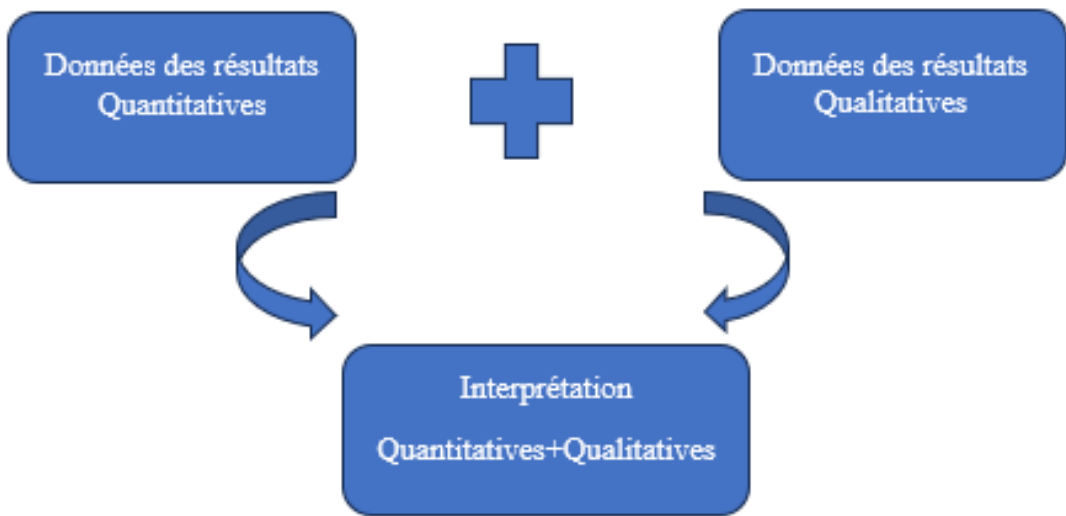 Données des résultats
Quantitatives
Données des résultats
Qualitatives
Interprétation
Quantitatives+Qualitatives